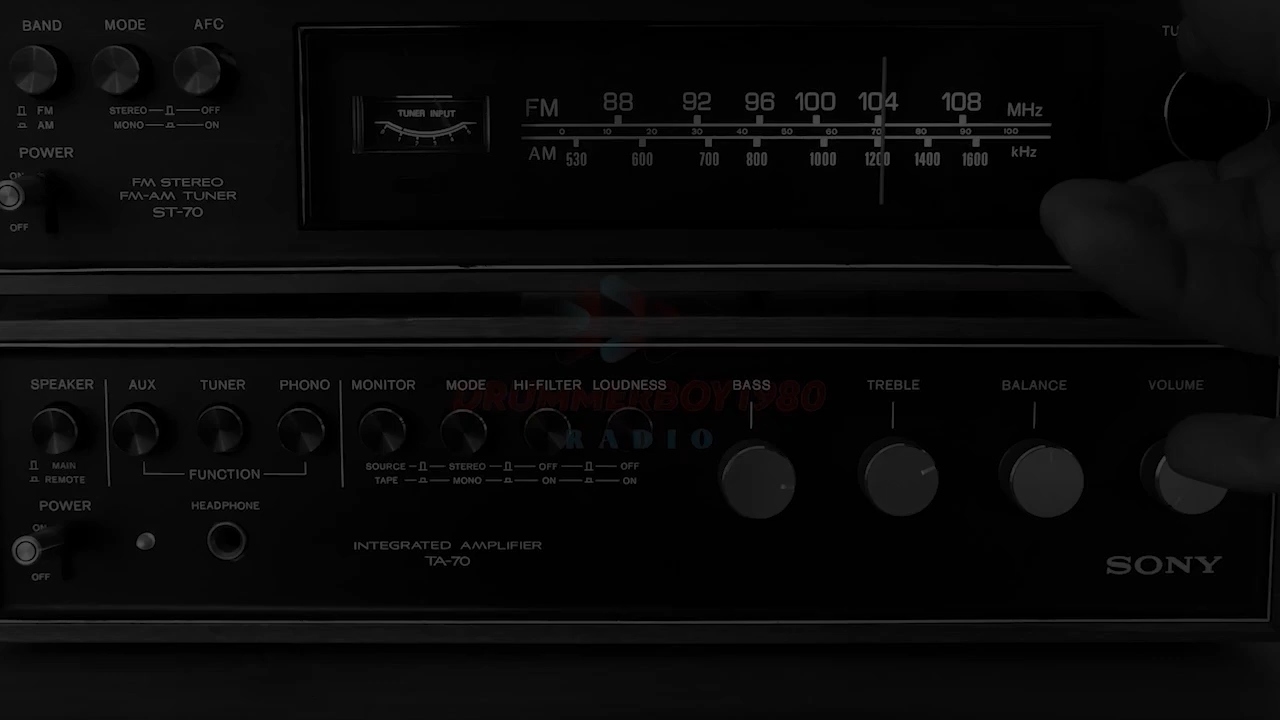 BAND MODE AFC
FM STEREO OFF
AM MONO ON
POWER
ON
OFF
FM STEREO
FM-AM TUNER
ST-70
TUNER INPUT
FM 88 92 96 100 104 108 MHz
0 10 20 30 40 50 60 70 80 90 100
AM 530 600 700 800 1000 1200 1400 1600 kHz
SPEAKER AUX TUNER PHONO MONITOR MODE HI-FILTER LOUDNESS BASS TREBLE BALANCE VOLUME
DRUMMERBOY1980
RADIO
MAIN SOURCE STEREO OFF OFF
REMOTE FUNCTION TAPE MONO ON ON
POWER HEADPHONE
ON
OFF
INTEGRATED AMPLIFIER
TA-70
SONY